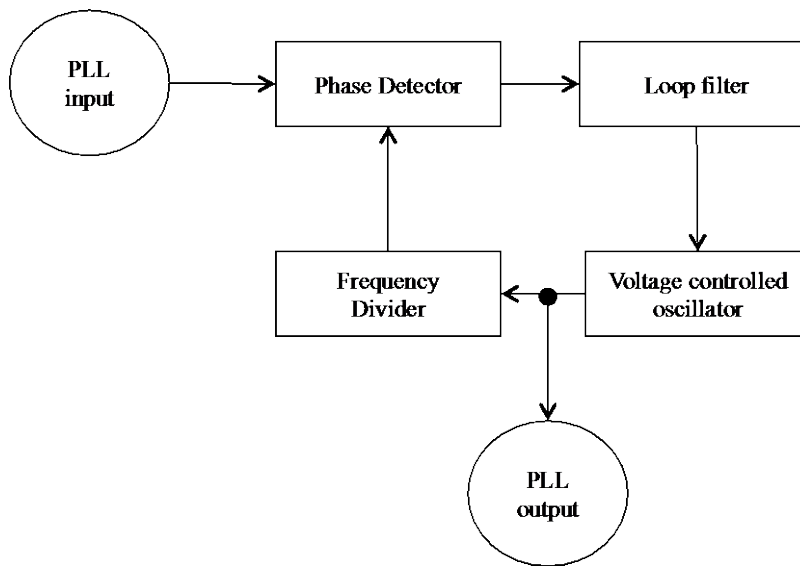 PLL
input
Phase Detector
Loop filter
Frequency
Divider
Voltage controlled
oscillator
PLL
output